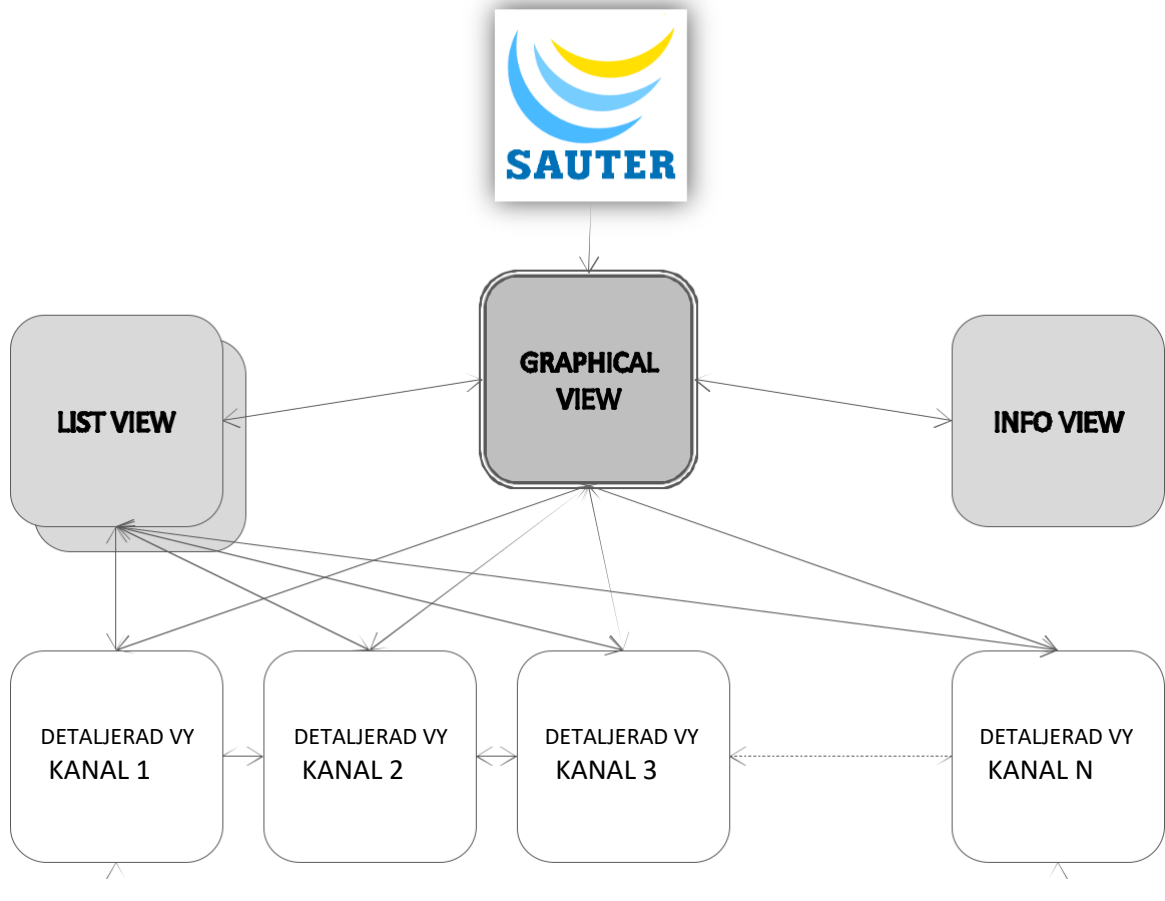 SAUTER
GRAPHICAL
VIEW
LIST VIEW
INFO VIEW
DETALJERAD VY
KANAL 1
DETALJERAD VY
KANAL 2
DETALJERAD VY
KANAL 3
DETALJERAD VY
KANAL N